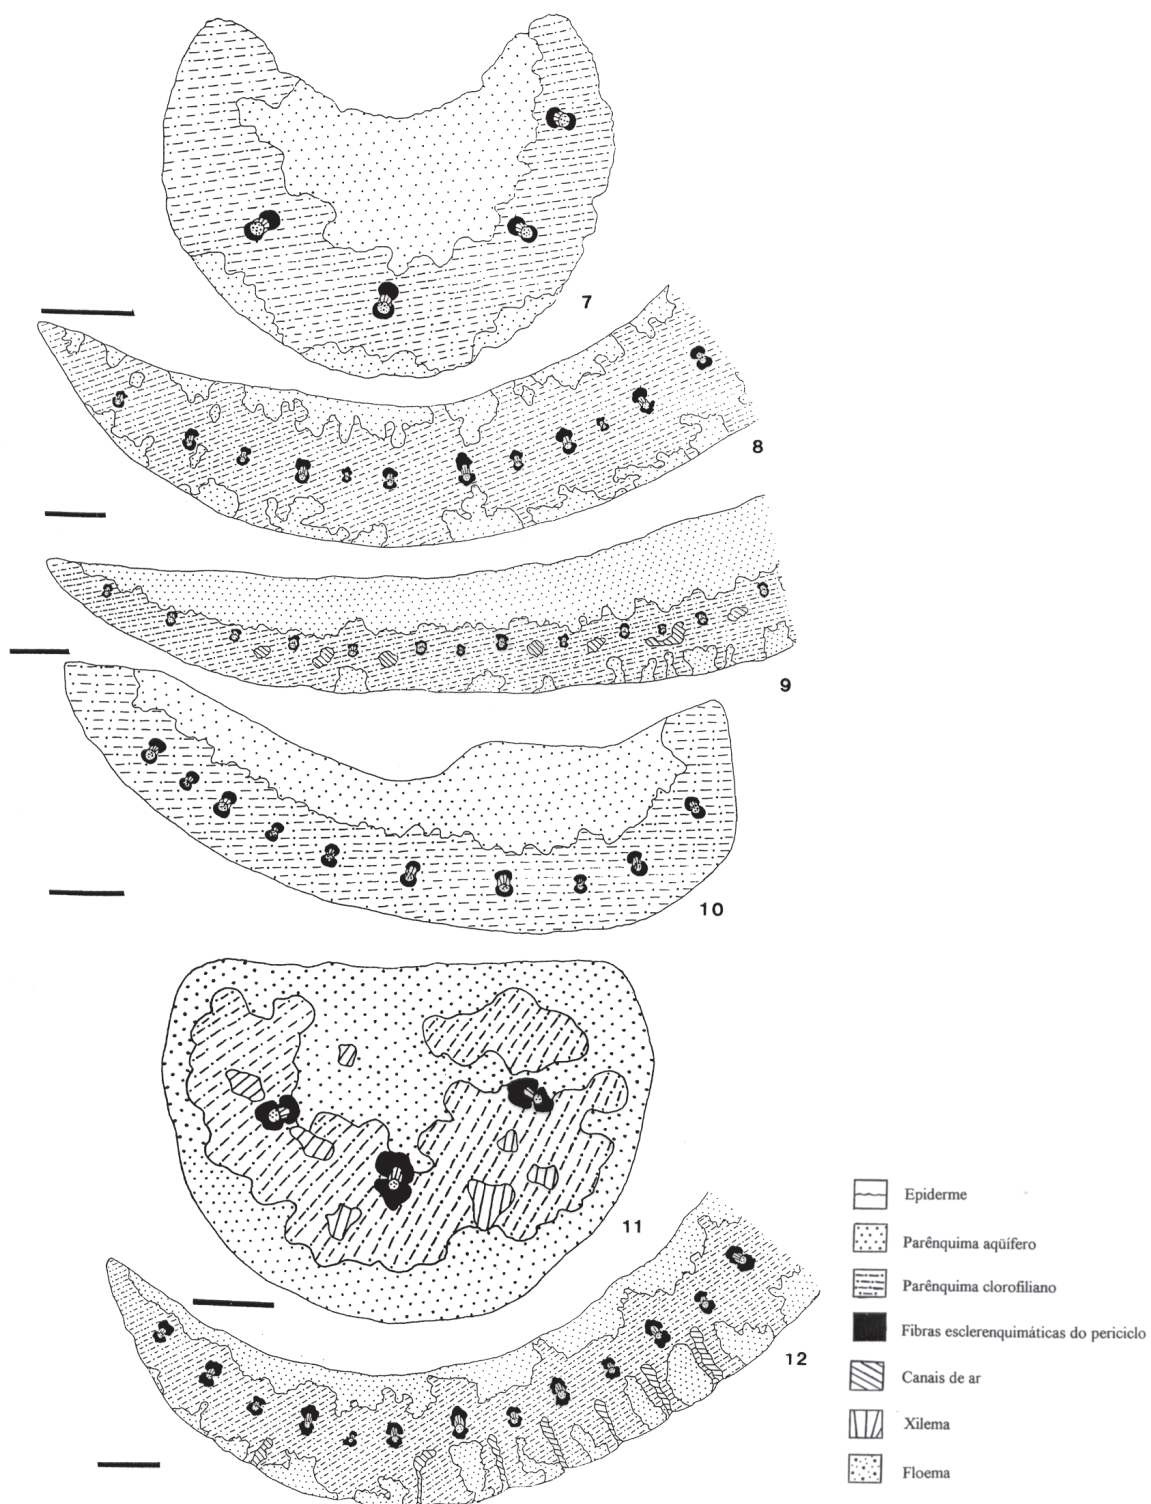 7
8
9
10
11
12
Epiderme
Parênquima aqüífero
Parênquima clorofiliano
Fibras esclerenquimáticas do periciclo
Canais de ar
Xilema
Floema